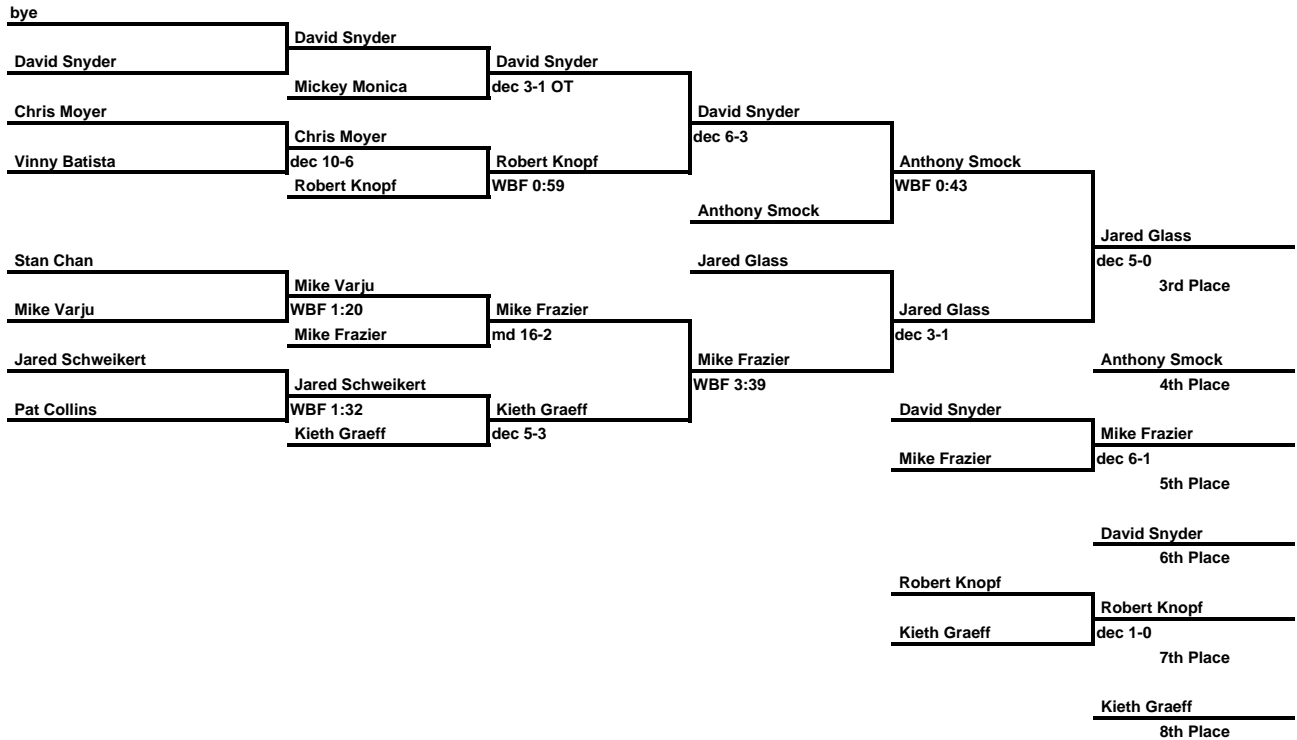 bye
David Snyder
David Snyder
David Snyder
Mickey Monica
dec 3-1 OT
Chris Moyer
David Snyder
Chris Moyer
dec 6-3
Vinny Batista
dec 10-6
Robert Knopf
Anthony Smock
Robert Knopf
WBF 0:59
WBF 0:43
Anthony Smock
Jared Glass
Stan Chan
Jared Glass
dec 5-0
Mike Varju
3rd Place
Mike Varju
WBF 1:20
Mike Frazier
Jared Glass
Mike Frazier
md 16-2
dec 3-1
Jared Schweikert
Mike Frazier
Anthony Smock
Jared Schweikert
WBF 3:39
4th Place
Pat Collins
WBF 1:32
Kieth Graeff
David Snyder
Kieth Graeff
dec 5-3
Mike Frazier
Mike Frazier
dec 6-1
5th Place
David Snyder
6th Place
Robert Knopf
Robert Knopf
Kieth Graeff
dec 1-0
7th Place
Kieth Graeff
8th Place